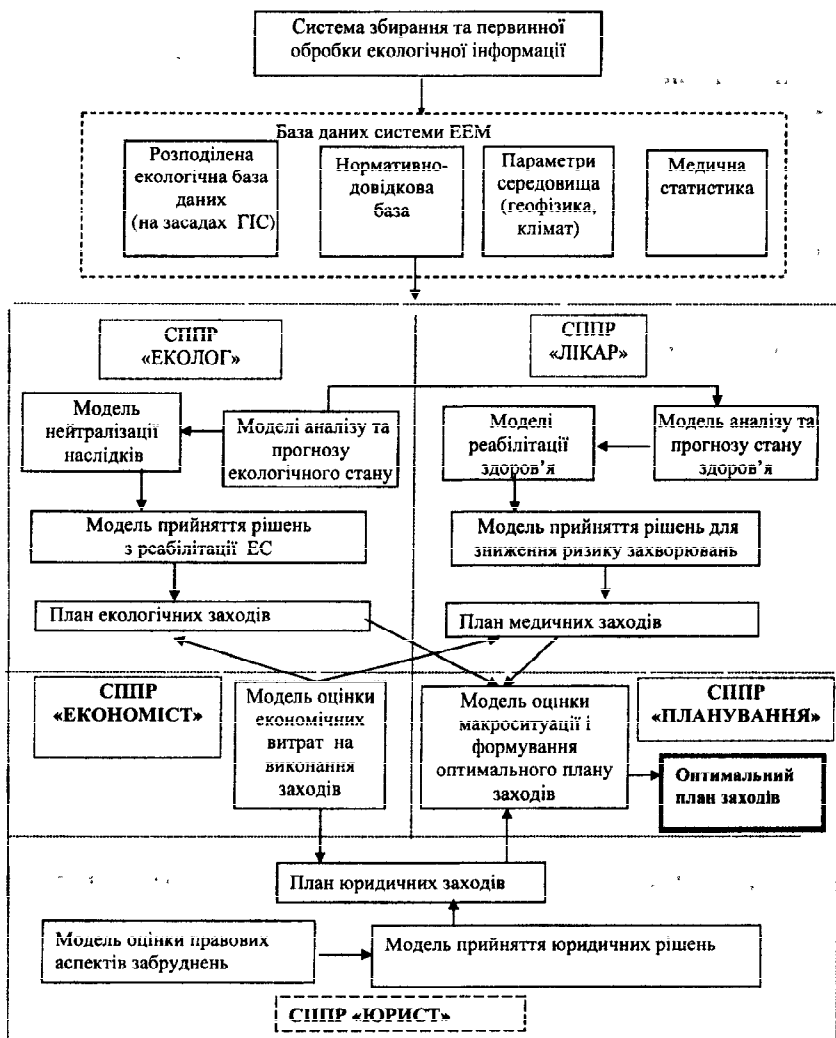 Система збирання та первинної
обробки екологічної інформації
База даних системи ЕЕМ
Розподілена
екологічна база
даних
(на засадах ГІС)
Нормативно-
довідкова
база
Параметри
середовища
(геофізика,
клімат)
Медична
статистика
СППР
«ЕКОЛОГ»
СППР
«ЛІКАР»
Модель
нейтралізації
наслідків
Моделі аналізу та
прогнозу
екологічного стану
Моделі
реабілітації
здоров’я
Модель аналізу та
прогнозу стану
здоров’я
Модель прийняття рішень
з реабілітації ЕС
Модель прийняття рішень для
зниження ризику захворювань
План екологічних заходів
План медичних заходів
СППР
«ЕКОНОМІСТ»
Модель оцінки
економічних
витрат на
виконання
заходів
Модель оцінки
макроситуації і
формування
оптимального плану
заходів
СППР
«ПЛАНУВАННЯ»
Оптимальний
план заходів
План юридичних заходів
Модель оцінки правових
аспектів забруднень
Модель прийняття юридичних рішень
СППР «ЮРИСТ»